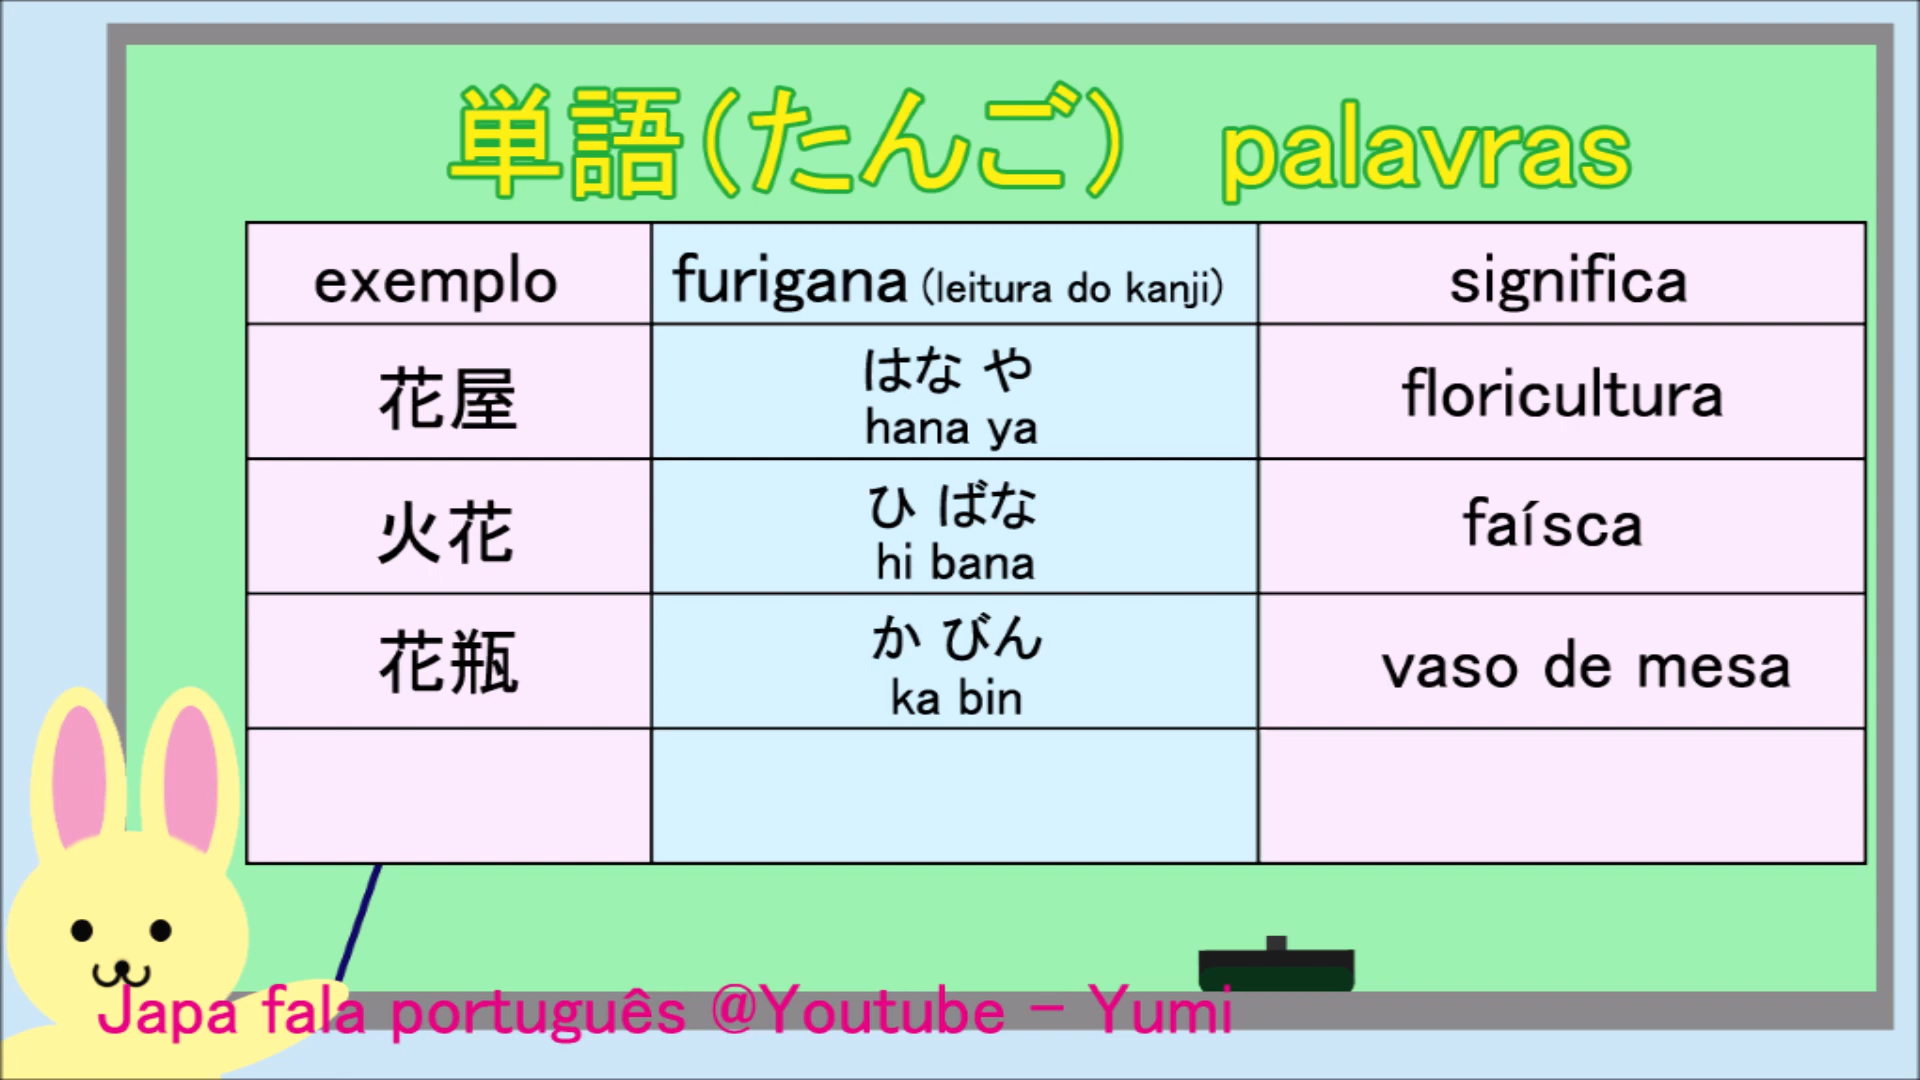 単語(たんご) palavras
exemplo furigana (leitura do kanji) significa
花屋 はな や hana ya floricultura
火花 ひ ばな hi bana faísca
花瓶 か びん ka bin vaso de mesa
Japa fala português @Youtube - Yumi